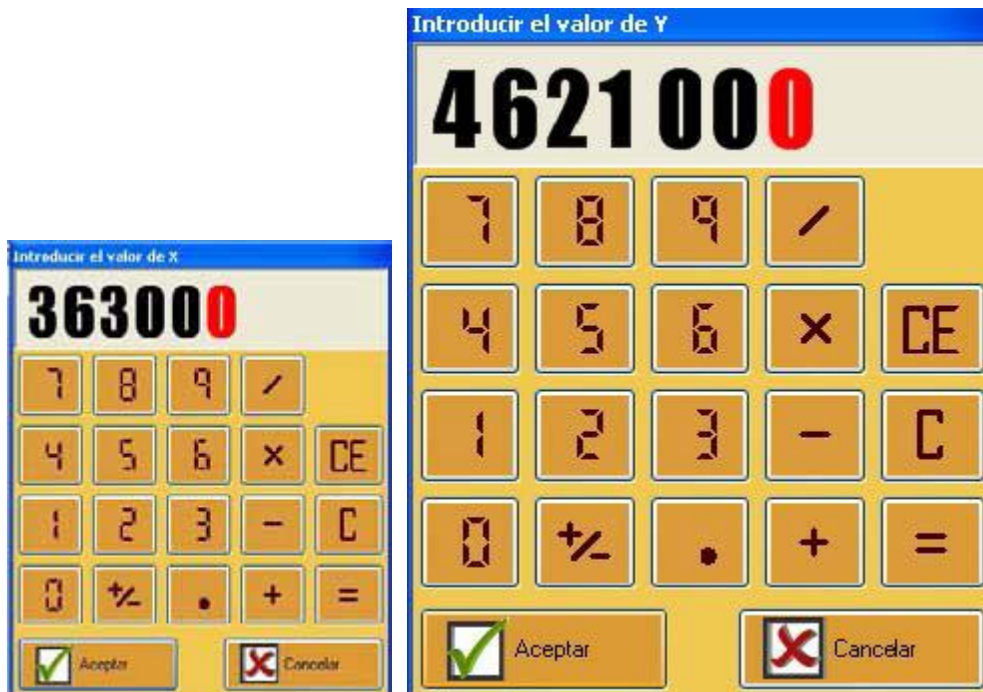 Introducir el valor de X
363000
7 8 9 /
4 5 6 × CE
1 2 3 - C
0 +/- . + =
Aceptar Cancelar
Introducir el valor de Y
4621000
7 8 9 /
4 5 6 × CE
1 2 3 - C
0 +/- . + =
Aceptar Cancelar